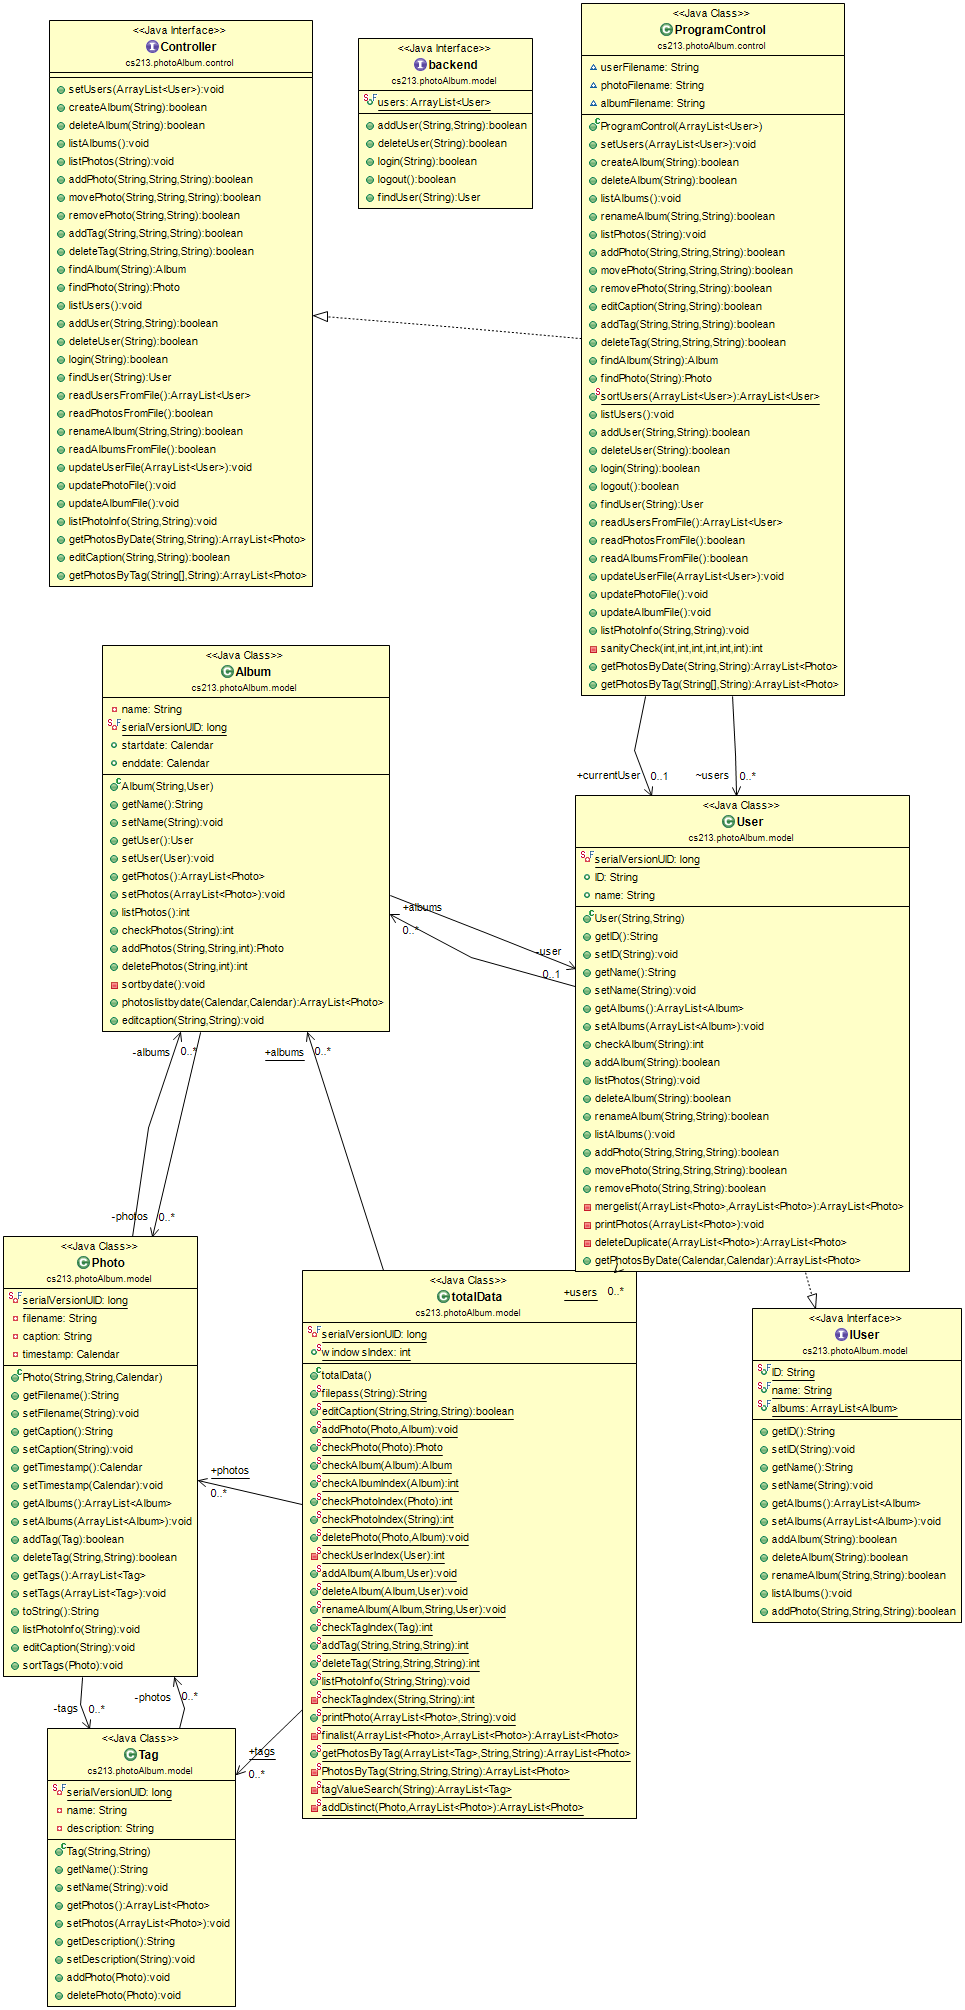 <<Java Interface>>
Controller
cs213.photoAlbum.control
setUsers(ArrayList<User>):void
createAlbum(String):boolean
deleteAlbum(String):boolean
listAlbums():void
listPhotos(String):void
addPhoto(String,String,String):boolean
movePhoto(String,String,String):boolean
removePhoto(String,String):boolean
addTag(String,String,String):boolean
deleteTag(String,String,String):boolean
findAlbum(String):Album
findPhoto(String):Photo
listUsers():void
addUser(String,String):boolean
deleteUser(String):boolean
login(String):boolean
findUser(String):User
readUsersFromFile():ArrayList<User>
readPhotosFromFile():boolean
renameAlbum(String,String):boolean
readAlbumsFromFile():boolean
updateUserFile(ArrayList<User>):void
updatePhotoFile():void
updateAlbumFile():void
listPhotoInfo(String,String):void
getPhotosByDate(String,String):ArrayList<Photo>
editCaption(String,String):boolean
getPhotosByTag(String[],String):ArrayList<Photo>
<<Java Interface>>
backend
cs213.photoAlbum.model
users: ArrayList<User>
addUser(String,String):boolean
deleteUser(String):boolean
login(String):boolean
logout():boolean
findUser(String):User
<<Java Class>>
ProgramControl
cs213.photoAlbum.control
userFilename: String
photoFilename: String
albumFilename: String
ProgramControl(ArrayList<User>)
setUsers(ArrayList<User>):void
createAlbum(String):boolean
deleteAlbum(String):boolean
listAlbums():void
renameAlbum(String,String):boolean
listPhotos(String):void
addPhoto(String,String,String):boolean
movePhoto(String,String,String):boolean
removePhoto(String,String):boolean
editCaption(String,String):boolean
addTag(String,String,String):boolean
deleteTag(String,String,String):boolean
findAlbum(String):Album
findPhoto(String):Photo
sortUsers(ArrayList<User>):ArrayList<User>
listUsers():void
addUser(String,String):boolean
deleteUser(String):boolean
login(String):boolean
logout():boolean
findUser(String):User
readUsersFromFile():ArrayList<User>
readPhotosFromFile():boolean
readAlbumsFromFile():boolean
updateUserFile(ArrayList<User>):void
updatePhotoFile():void
updateAlbumFile():void
listPhotoInfo(String,String):void
sanityCheck(int,int,int,int,int,int):int
getPhotosByDate(String,String):ArrayList<Photo>
getPhotosByTag(String[],String):ArrayList<Photo>
+currentUser 0..1
~users 0..*
<<Java Class>>
Album
cs213.photoAlbum.model
name: String
serialVersionUID: long
startdate: Calendar
enddate: Calendar
Album(String,User)
getName():String
setName(String):void
getUser():User
setUser(User):void
getPhotos():ArrayList<Photo>
setPhotos(ArrayList<Photo>):void
listPhotos():int
checkPhotos(String):int
addPhotos(String,String,int):Photo
deletePhotos(String,int):int
sortbydate():void
photoslistbydate(Calendar,Calendar):ArrayList<Photo>
editcaption(String,String):void
+albums
0..*
-user
0..1
<<Java Class>>
User
cs213.photoAlbum.model
serialVersionUID: long
ID: String
name: String
User(String,String)
getID():String
setID(String):void
getName():String
setName(String):void
getAlbums():ArrayList<Album>
setAlbums(ArrayList<Album>):void
checkAlbum(String):int
addAlbum(String):boolean
listPhotos(String):void
deleteAlbum(String):boolean
renameAlbum(String,String):boolean
listAlbums():void
addPhoto(String,String,String):boolean
movePhoto(String,String,String):boolean
removePhoto(String,String):boolean
mergelist(ArrayList<Photo>,ArrayList<Photo>):ArrayList<Photo>
printPhotos(ArrayList<Photo>):void
deleteDuplicate(ArrayList<Photo>):ArrayList<Photo>
getPhotosByDate(Calendar,Calendar):ArrayList<Photo>
-albums 0..*
+albums 0..*
-photos 0..*
<<Java Class>>
Photo
cs213.photoAlbum.model
serialVersionUID: long
filename: String
caption: String
timestamp: Calendar
Photo(String,String,Calendar)
getFilename():String
setFilename(String):void
getCaption():String
setCaption(String):void
getTimestamp():Calendar
setTimestamp(Calendar):void
getAlbums():ArrayList<Album>
setAlbums(ArrayList<Album>):void
addTag(Tag):boolean
deleteTag(String,String):boolean
getTags():ArrayList<Tag>
setTags(ArrayList<Tag>):void
toString():String
listPhotoInfo(String):void
editCaption(String):void
sortTags(Photo):void
+photos
0..*
<<Java Class>>
totalData
cs213.photoAlbum.model
+users 0..*
serialVersionUID: long
windowsIndex: int
totalData()
filepass(String):String
editCaption(String,String,String):boolean
addPhoto(Photo,Album):void
checkPhoto(Photo):Photo
checkAlbum(Album):Album
checkAlbumIndex(Album):int
checkPhotoIndex(Photo):int
checkPhotoIndex(String):int
deletePhoto(Photo,Album):void
checkUserIndex(User):int
addAlbum(Album,User):void
deleteAlbum(Album,User):void
renameAlbum(Album,String,User):void
checkTagIndex(Tag):int
addTag(String,String,String):int
deleteTag(String,String,String):int
listPhotoInfo(String,String):void
checkTagIndex(String,String):int
printPhoto(ArrayList<Photo>,String):void
finalist(ArrayList<Photo>,ArrayList<Photo>):ArrayList<Photo>
getPhotosByTag(ArrayList<Tag>,String,String):ArrayList<Photo>
PhotosByTag(String,String,String):ArrayList<Photo>
tagValueSearch(String):ArrayList<Tag>
addDistinct(Photo,ArrayList<Photo>):ArrayList<Photo>
<<Java Interface>>
IUser
cs213.photoAlbum.model
ID: String
name: String
albums: ArrayList<Album>
getID():String
setID(String):void
getName():String
setName(String):void
getAlbums():ArrayList<Album>
setAlbums(ArrayList<Album>):void
addAlbum(String):boolean
deleteAlbum(String):boolean
renameAlbum(String,String):boolean
listAlbums():void
addPhoto(String,String,String):boolean
-tags 0..*
-photos 0..*
+tags
0..*
<<Java Class>>
Tag
cs213.photoAlbum.model
serialVersionUID: long
name: String
description: String
Tag(String,String)
getName():String
setName(String):void
getPhotos():ArrayList<Photo>
setPhotos(ArrayList<Photo>):void
getDescription():String
setDescription(String):void
addPhoto(Photo):void
deletePhoto(Photo):void